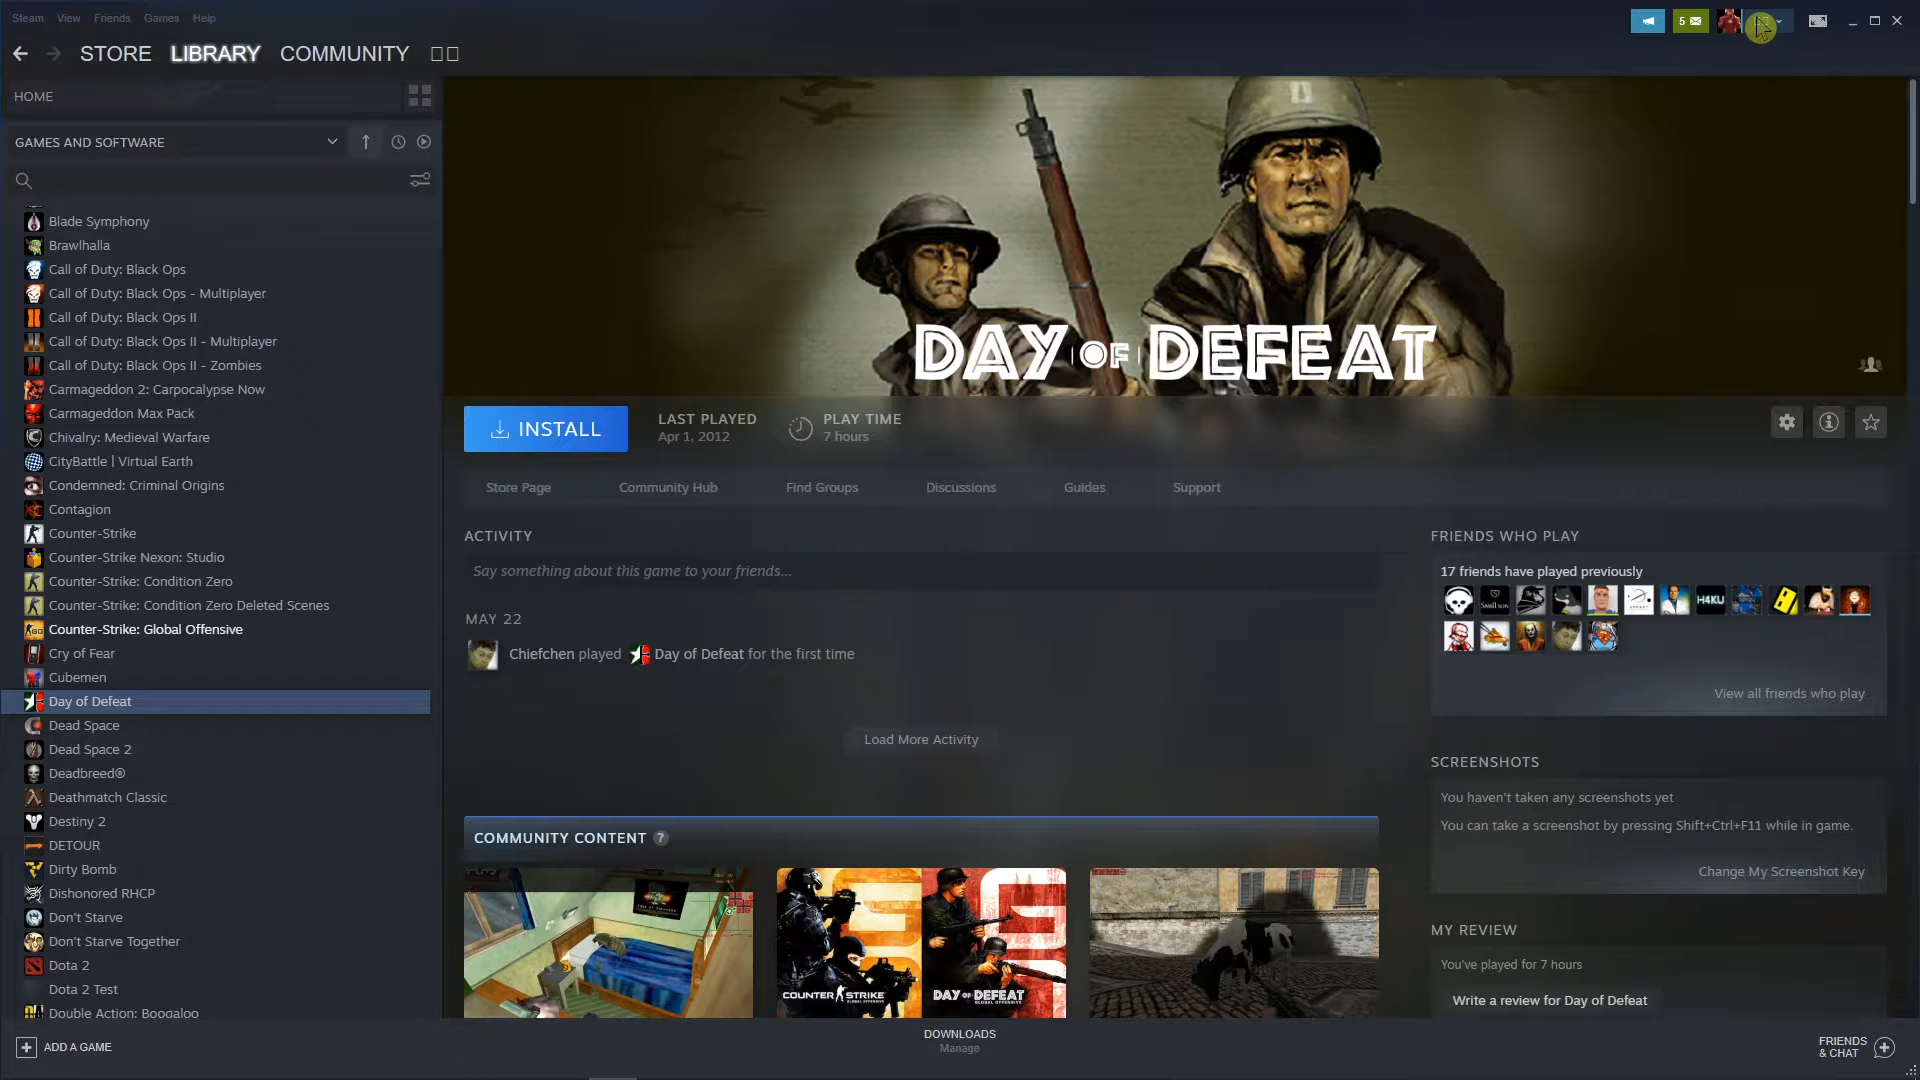 Steam View Friends Games Help
5
STORE LIBRARY COMMUNITY
HOME
GAMES AND SOFTWARE
Blade Symphony
Brawlhalla
Call of Duty: Black Ops
Call of Duty: Black Ops - Multiplayer
Call of Duty: Black Ops II
Call of Duty: Black Ops II - Multiplayer
Call of Duty: Black Ops II - Zombies
Carmageddon 2: Carpocalypse Now
Carmageddon Max Pack
Chivalry: Medieval Warfare
CityBattle | Virtual Earth
Condemned: Criminal Origins
Contagion
Counter-Strike
Counter-Strike Nexon: Studio
Counter-Strike: Condition Zero
Counter-Strike: Condition Zero Deleted Scenes
Counter-Strike: Global Offensive
Cry of Fear
Cubemen
Day of Defeat
Dead Space
Dead Space 2
Deadbreed®
Deathmatch Classic
Destiny 2
DETOUR
Dirty Bomb
Dishonored RHCP
Don't Starve
Don't Starve Together
Dota 2
Dota 2 Test
Double Action: Boogaloo
ADD A GAME
DAY OF DEFEAT
INSTALL
LAST PLAYED
Apr 1, 2012
PLAY TIME
7 hours
Store Page Community Hub Find Groups Discussions Guides Support
ACTIVITY
Say something about this game to your friends...
MAY 22
Chiefchen played Day of Defeat for the first time
Load More Activity
COMMUNITY CONTENT ?
COUNTER STRIKE
DAY OF DEFEAT
FRIENDS WHO PLAY
17 friends have played previously
H4KU
View all friends who play
SCREENSHOTS
You haven't taken any screenshots yet
You can take a screenshot by pressing Shift+Ctrl+F11 while in game.
Change My Screenshot Key
MY REVIEW
You've played for 7 hours
Write a review for Day of Defeat
DOWNLOADS
Manage
FRIENDS
& CHAT